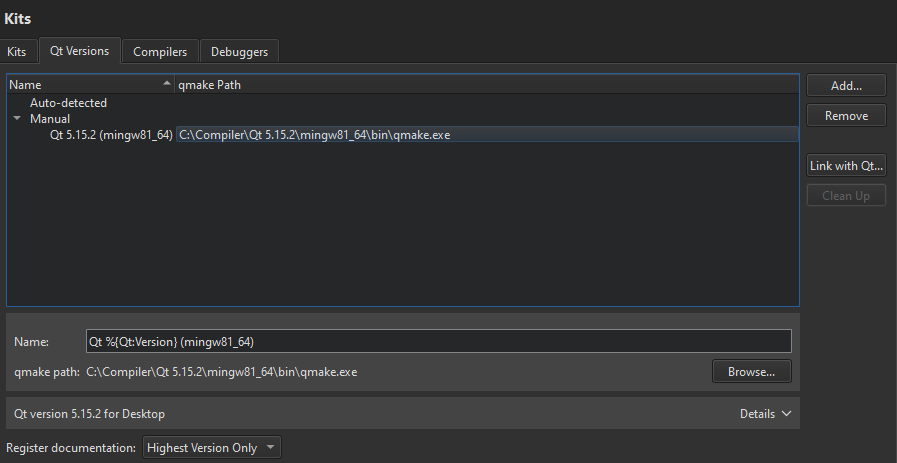 Kits
Kits Qt Versions Compilers Debuggers
Name qmake Path
Add...
Auto-detected
Manual
Remove
Qt 5.15.2 (mingw81_64) C:\Compiler\Qt 5.15.2\mingw81_64\bin\qmake.exe
Link with Qt...
Clean Up
Name: Qt %{Qt:Version} (mingw81_64)
qmake path: C:\Compiler\Qt 5.15.2\mingw81_64\bin\qmake.exe Browse...
Qt version 5.15.2 for Desktop Details
Register documentation: Highest Version Only